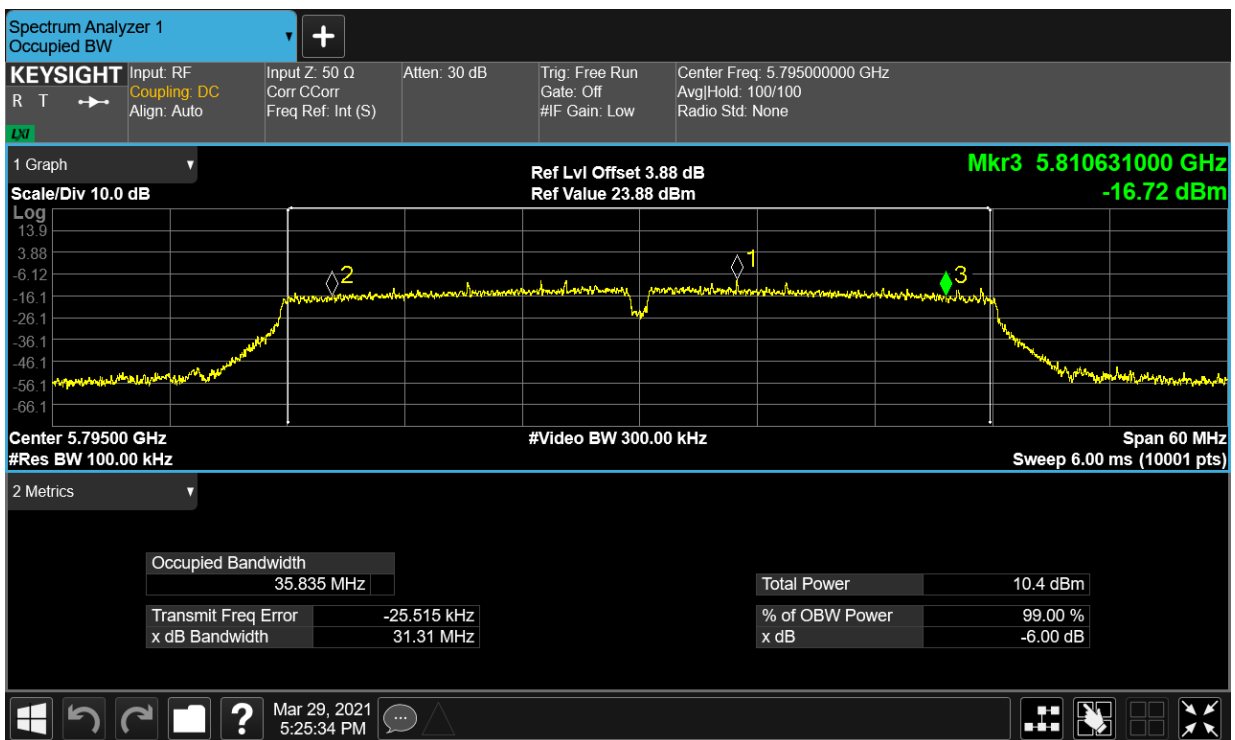 Spectrum Analyzer 1
Occupied BW
KEYSIGHT
R T
LXI
Input: RF
Coupling: DC
Align: Auto
Input Z: 50 Ω
Corr CCorr
Freq Ref: Int (S)
Atten: 30 dB
Trig: Free Run
Gate: Off
#IF Gain: Low
Center Freq: 5.795000000 GHz
Avg|Hold: 100/100
Radio Std: None
1 Graph
Scale/Div 10.0 dB
Ref Lvl Offset 3.88 dB
Ref Value 23.88 dBm
Mkr3 5.810631000 GHz
-16.72 dBm
Log
13.9
3.88
-6.12
-16.1
-26.1
-36.1
-46.1
-56.1
-66.1
2
1
3
Center 5.79500 GHz
#Res BW 100.00 kHz
#Video BW 300.00 kHz
Span 60 MHz
Sweep 6.00 ms (10001 pts)
2 Metrics
Occupied Bandwidth
35.835 MHz
Transmit Freq Error -25.515 kHz
x dB Bandwidth 31.31 MHz
Total Power 10.4 dBm
% of OBW Power 99.00 %
x dB -6.00 dB
?
Mar 29, 2021
5:25:34 PM